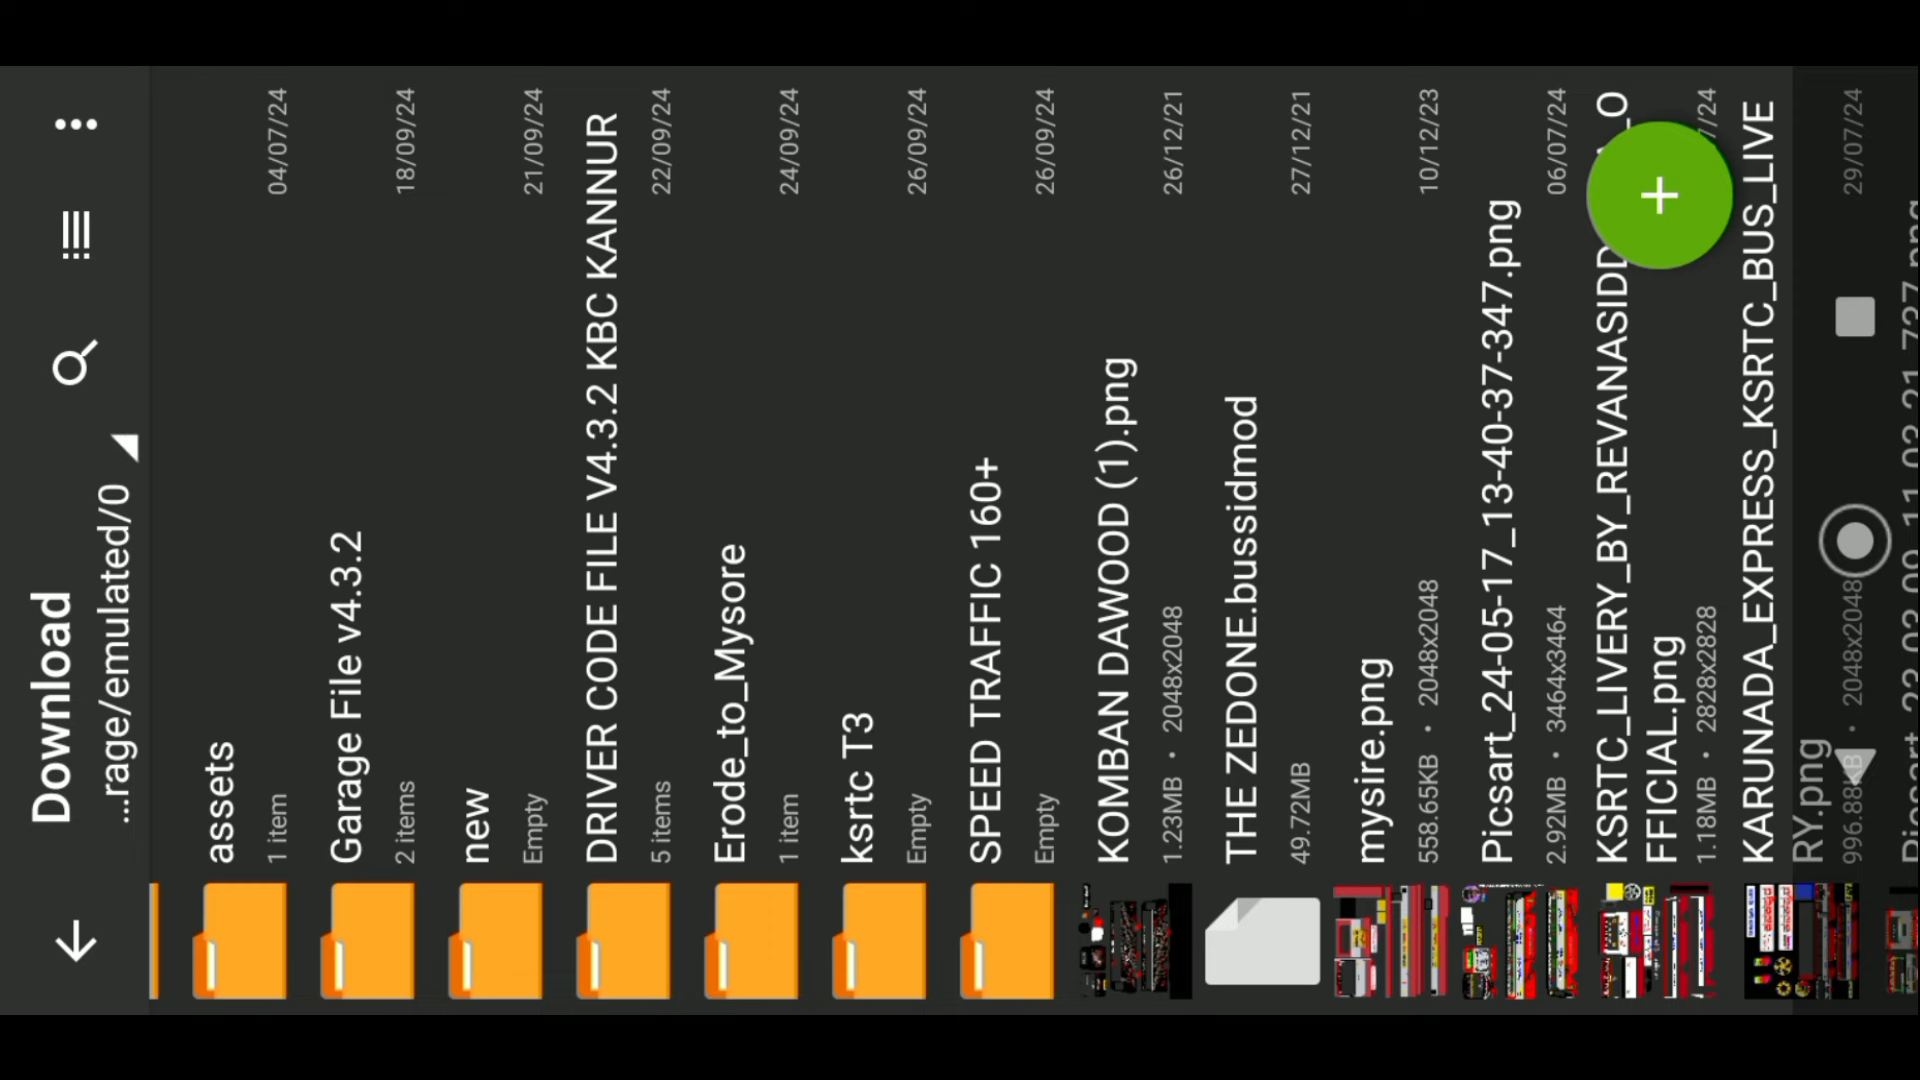 Download
...rage/emulated/0
assets
1 item
04/07/24
Garage File v4.3.2
2 items
18/09/24
new
Empty
21/09/24
DRIVER CODE FILE V4.3.2 KBC KANNUR
5 items
22/09/24
Erode_to_Mysore
1 item
24/09/24
ksrtc T3
Empty
26/09/24
SPEED TRAFFIC 160+
Empty
26/09/24
KOMBAN DAWOOD (1).png
1.23MB • 2048x2048
26/12/21
THE ZEDONE.bussidmod
49.72MB
27/12/21
mysire.png
558.65KB • 2048x2048
10/12/23
Picsart_24-05-17_13-40-37-347.png
2.92MB • 3464x3464
06/07/24
KSRTC_LIVERY_BY_REVANASIDD
FFICIAL.png
1.18MB • 2828x2828
KARUNADA_EXPRESS_KSRTC_BUS_LIVE
RY.png
2048x2048
29/07/24